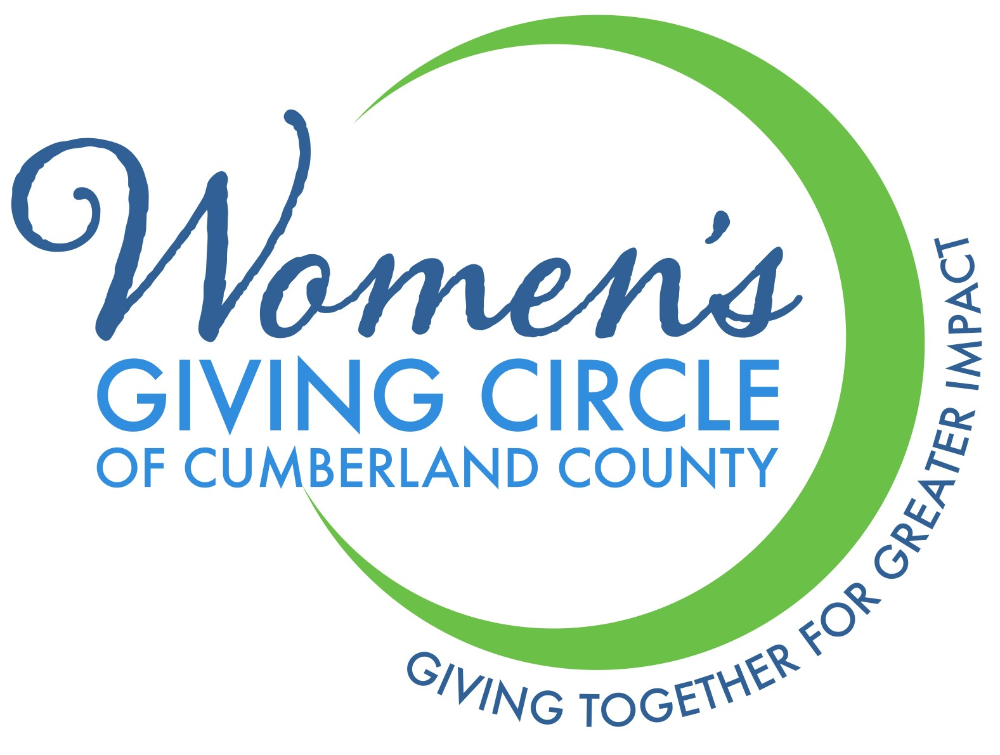 Women's
GIVING CIRCLE
OF CUMBERLAND COUNTY
GIVING TOGETHER FOR GREATER IMPACT